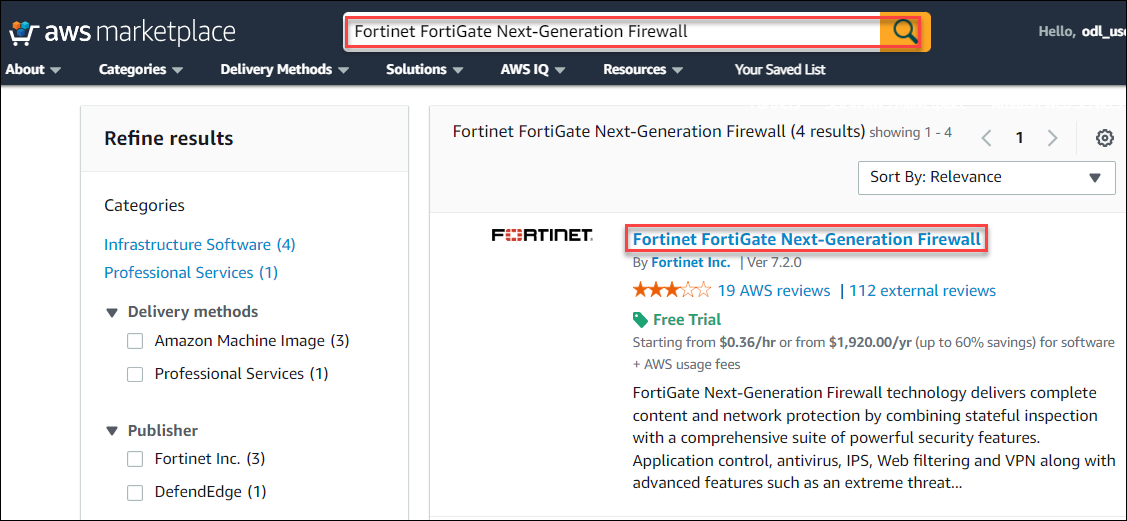 aws marketplace
Fortinet FortiGate Next-Generation Firewall
Hello, odl_use
About
Categories
Delivery Methods
Solutions
AWS IQ
Resources
Your Saved List
Refine results
Categories
Infrastructure Software (4)
Professional Services (1)
Delivery methods
Amazon Machine Image (3)
Professional Services (1)
Publisher
Fortinet Inc. (3)
DefendEdge (1)
Fortinet FortiGate Next-Generation Firewall (4 results) showing 1 - 4
1
Sort By: Relevance
FORTINET
Fortinet FortiGate Next-Generation Firewall
By Fortinet Inc. | Ver 7.2.0
19 AWS reviews | 112 external reviews
Free Trial
Starting from $0.36/hr or from $1,920.00/yr (up to 60% savings) for software
+ AWS usage fees
FortiGate Next-Generation Firewall technology delivers complete
content and network protection by combining stateful inspection
with a comprehensive suite of powerful security features.
Application control, antivirus, IPS, Web filtering and VPN along with
advanced features such as an extreme threat...